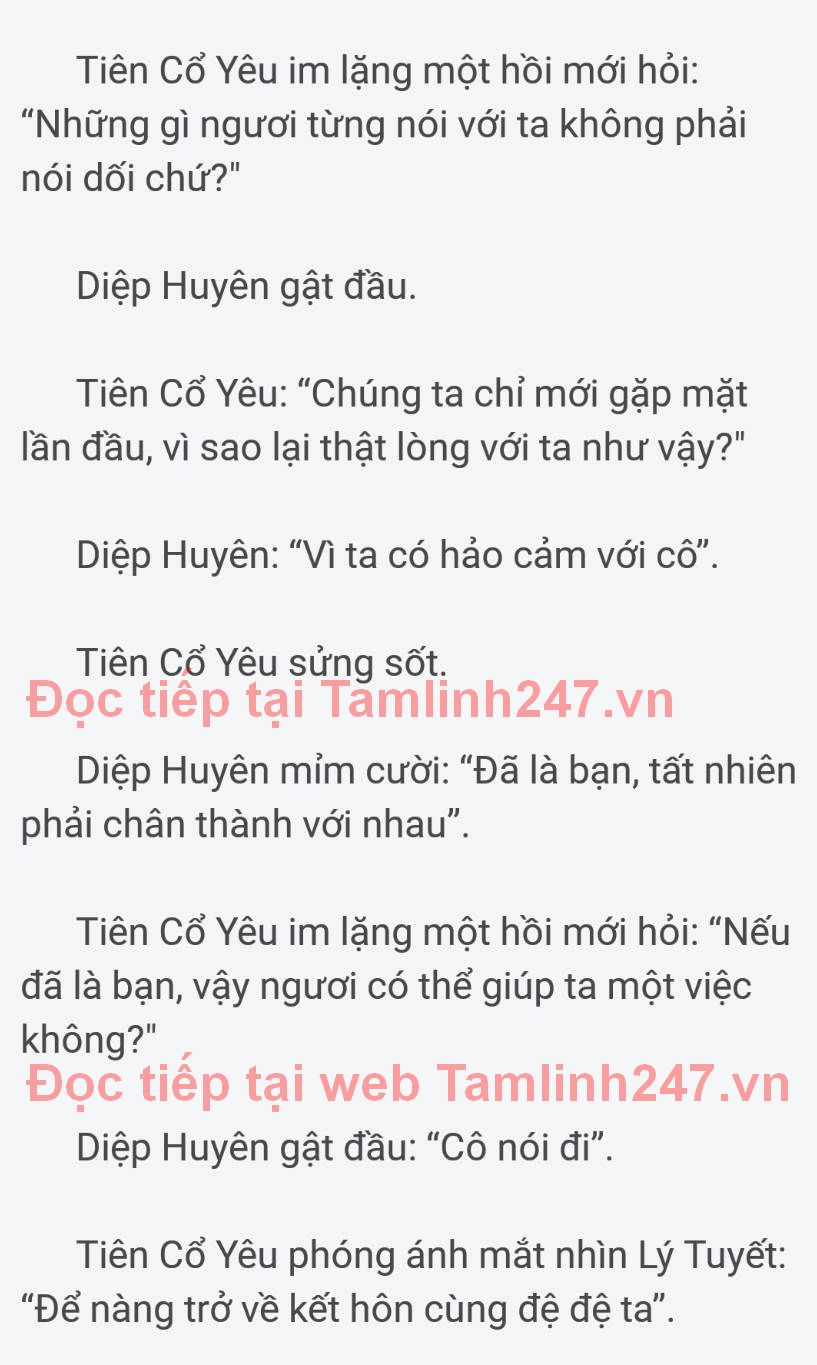 Tiên Cổ Yêu im lặng một hồi mới hỏi:
“Những gì ngươi từng nói với ta không phải
nói dối chứ?"
Diệp Huyên gật đầu.
Tiên Cổ Yêu: “Chúng ta chỉ mới gặp mặt
lần đầu, vì sao lại thật lòng với ta như vậy?"
Diệp Huyên: “Vì ta có hảo cảm với cô”.
Tiên Cổ Yêu sửng sốt.
Đọc tiếp tại Tamlinh247.vn
Diệp Huyên mỉm cười: “Đã là bạn, tất nhiên
phải chân thành với nhau”.
Tiên Cổ Yêu im lặng một hồi mới hỏi: “Nếu
đã là bạn, vậy ngươi có thể giúp ta một việc
không?"
Đọc tiếp tại web Tamlinh247.vn
Diệp Huyên gật đầu: “Cô nói đi”.
Tiên Cổ Yêu phóng ánh mắt nhìn Lý Tuyết:
“Để nàng trở về kết hôn cùng đệ đệ ta”.